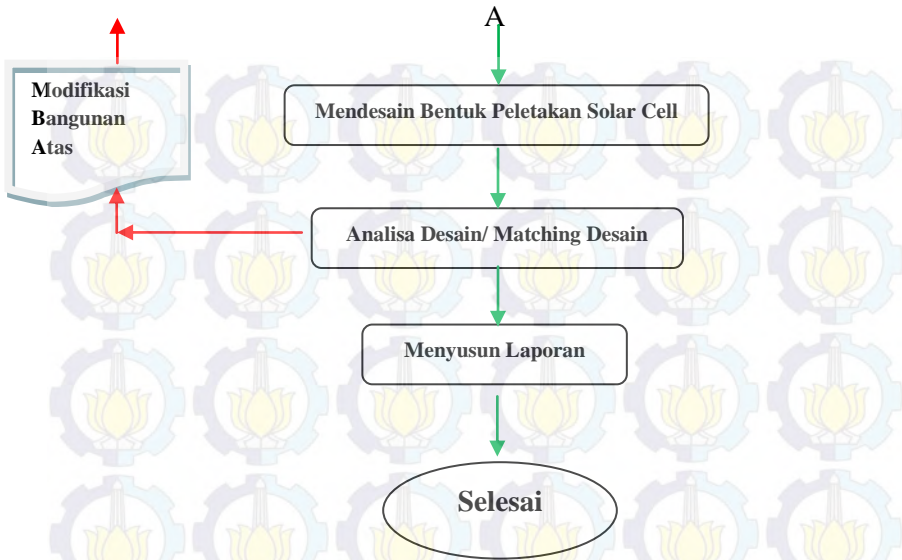 A
Modifikasi
Bangunan
Atas
Mendesain Bentuk Peletakan Solar Cell
Analisa Desain/ Matching Desain
Menyusun Laporan
Selesai